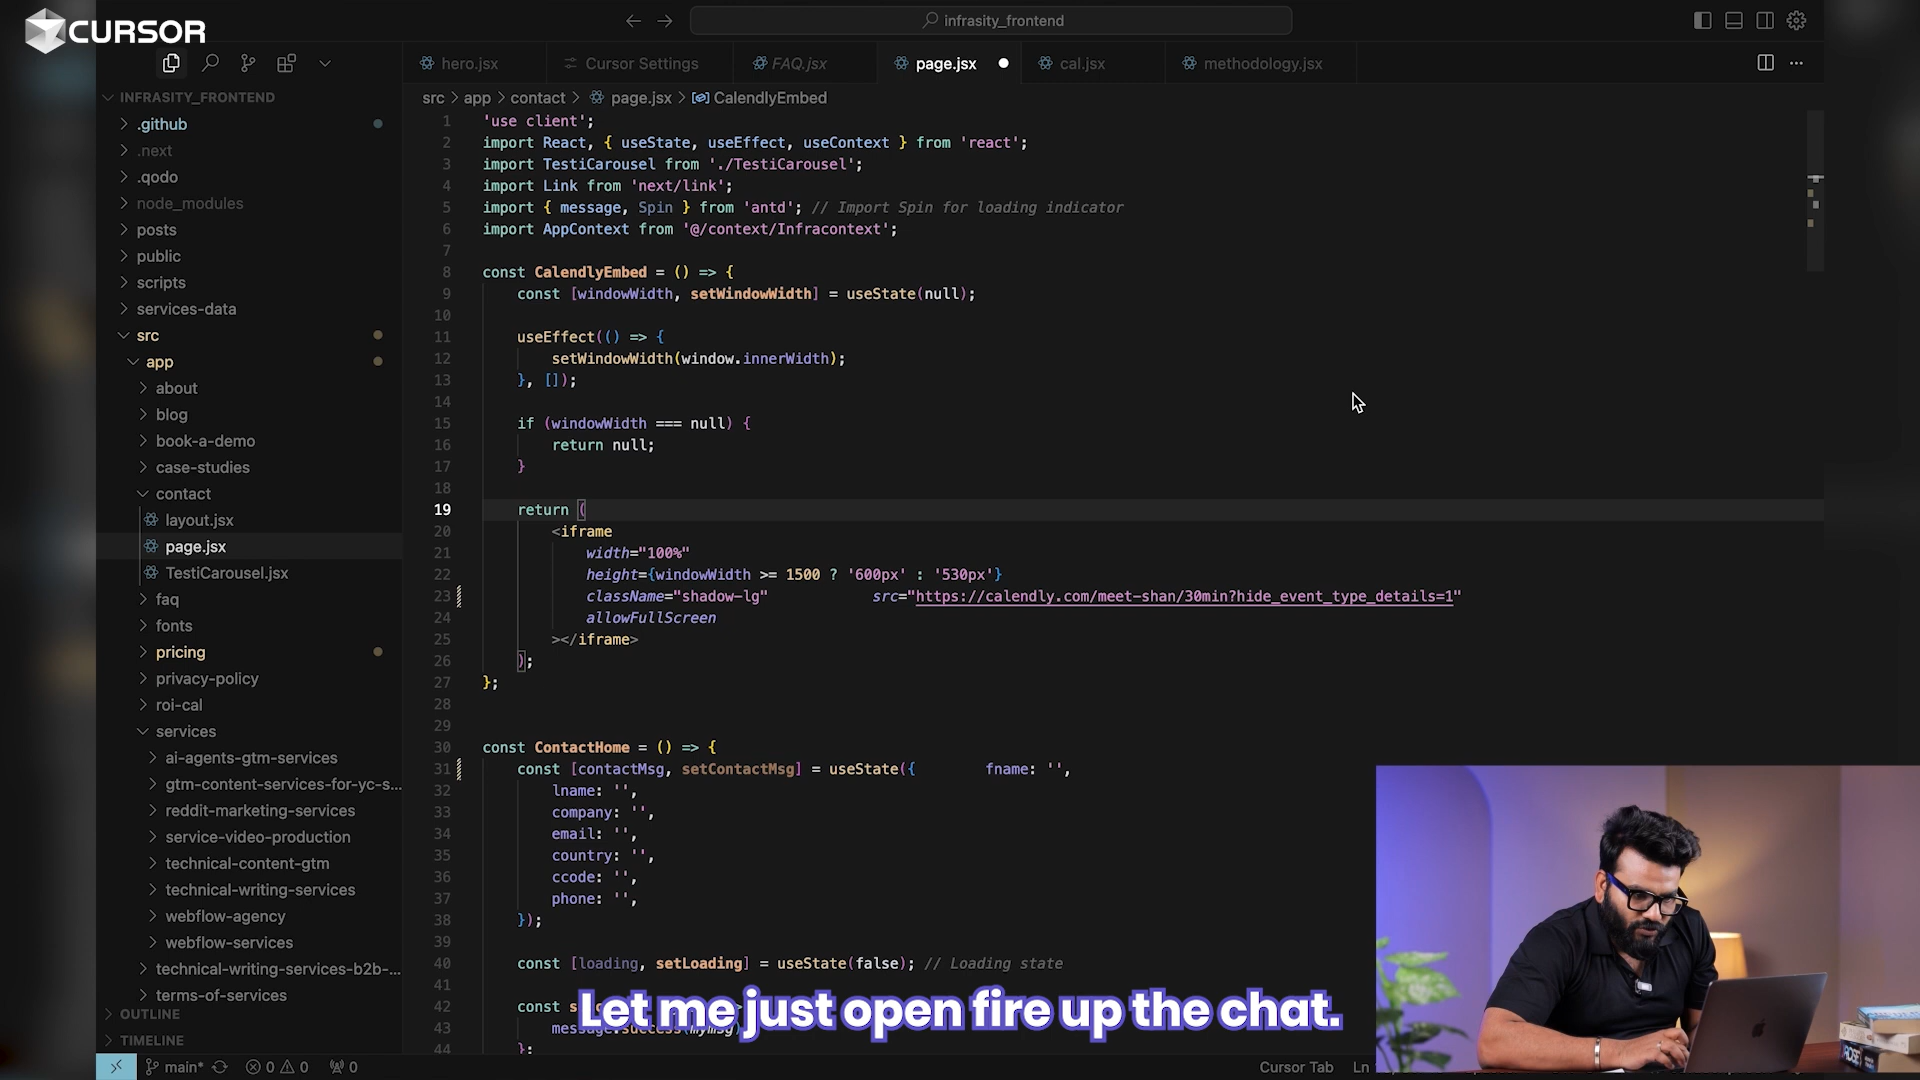 CURSOR
infrasity_frontend
hero.jsx
Cursor Settings
FAQ.jsx
page.jsx
cal.jsx
methodology.jsx
INFRASITY_FRONTEND
.github
.next
.qodo
node_modules
posts
public
scripts
services-data
src
app
about
blog
book-a-demo
case-studies
contact
layout.jsx
page.jsx
TestiCarousel.jsx
faq
fonts
pricing
privacy-policy
roi-cal
services
ai-agents-gtm-services
gtm-content-services-for-yc-s...
reddit-marketing-services
service-video-production
technical-content-gtm
technical-writing-services
webflow-agency
webflow-services
technical-writing-services-b2b-...
terms-of-services
OUTLINE
TIMELINE
src > app > contact > page.jsx > CalendlyEmbed
1 'use client';
2 import React, { useState, useEffect, useContext } from 'react';
3 import TestiCarousel from './TestiCarousel';
4 import Link from 'next/link';
5 import { message, Spin } from 'antd'; // Import Spin for loading indicator
6 import AppContext from '@/context/Infracontext';
7
8 const CalendlyEmbed = () => {
9 const [windowWidth, setWindowWidth] = useState(null);
10
11 useEffect(() => {
12 setWindowWidth(window.innerWidth);
13 }, []);
14
15 if (windowWidth === null) {
16 return null;
17 }
18
19 return (
20 <iframe
21 width="100%"
22 height={windowWidth >= 1500 ? '600px' : '530px'}
23 className="shadow-lg" src="https://calendly.com/meet-shan/30min?hide_event_type_details=1"
24 allowFullScreen
25 ></iframe>
26 );
27 };
28
29
30 const ContactHome = () => {
31 const [contactMsg, setContactMsg] = useState({ fname: '',
32 lname: '',
33 company: '',
34 email: '',
35 country: '',
36 ccode: '',
37 phone: '',
38 });
39
40 const [loading, setLoading] = useState(false); // Loading state
41
42 const
43
44 };
Let me just open fire up the chat.
main* 0 0 0
Cursor Tab Ln